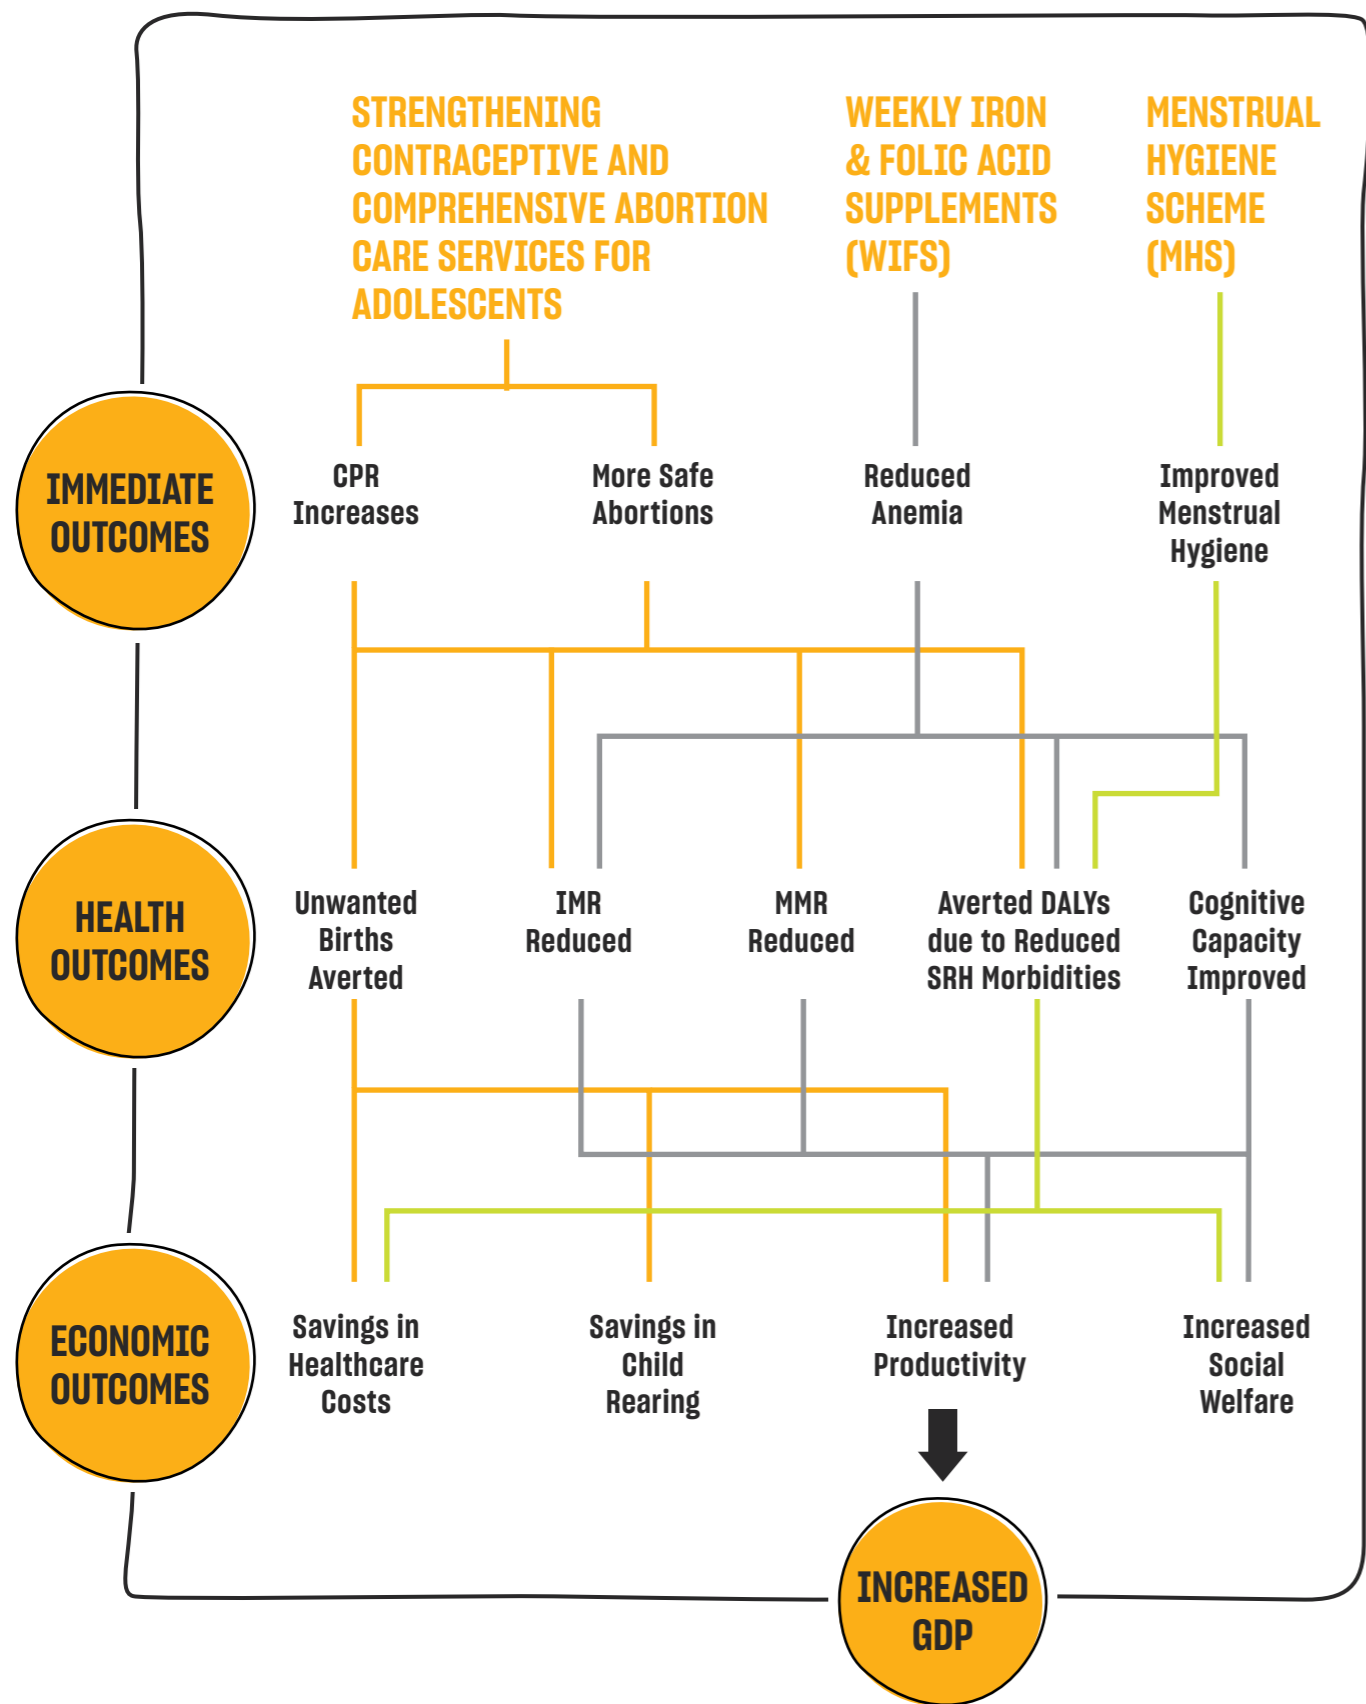 STRENGTHENING
CONTRACEPTIVE AND
COMPREHENSIVE ABORTION
CARE SERVICES FOR
ADOLESCENTS
WEEKLY IRON
& FOLIC ACID
SUPPLEMENTS
(WIFS)
MENSTRUAL
HYGIENE
SCHEME
(MHS)
IMMEDIATE
OUTCOMES
CPR
Increases
More Safe
Abortions
Reduced
Anemia
Improved
Menstrual
Hygiene
HEALTH
OUTCOMES
Unwanted
Births
Averted
IMR
Reduced
MMR
Reduced
Averted DALYs
due to Reduced
SRH Morbidities
Cognitive
Capacity
Improved
ECONOMIC
OUTCOMES
Savings in
Healthcare
Costs
Savings in
Child
Rearing
Increased
Productivity
Increased
Social
Welfare
INCREASED
GDP